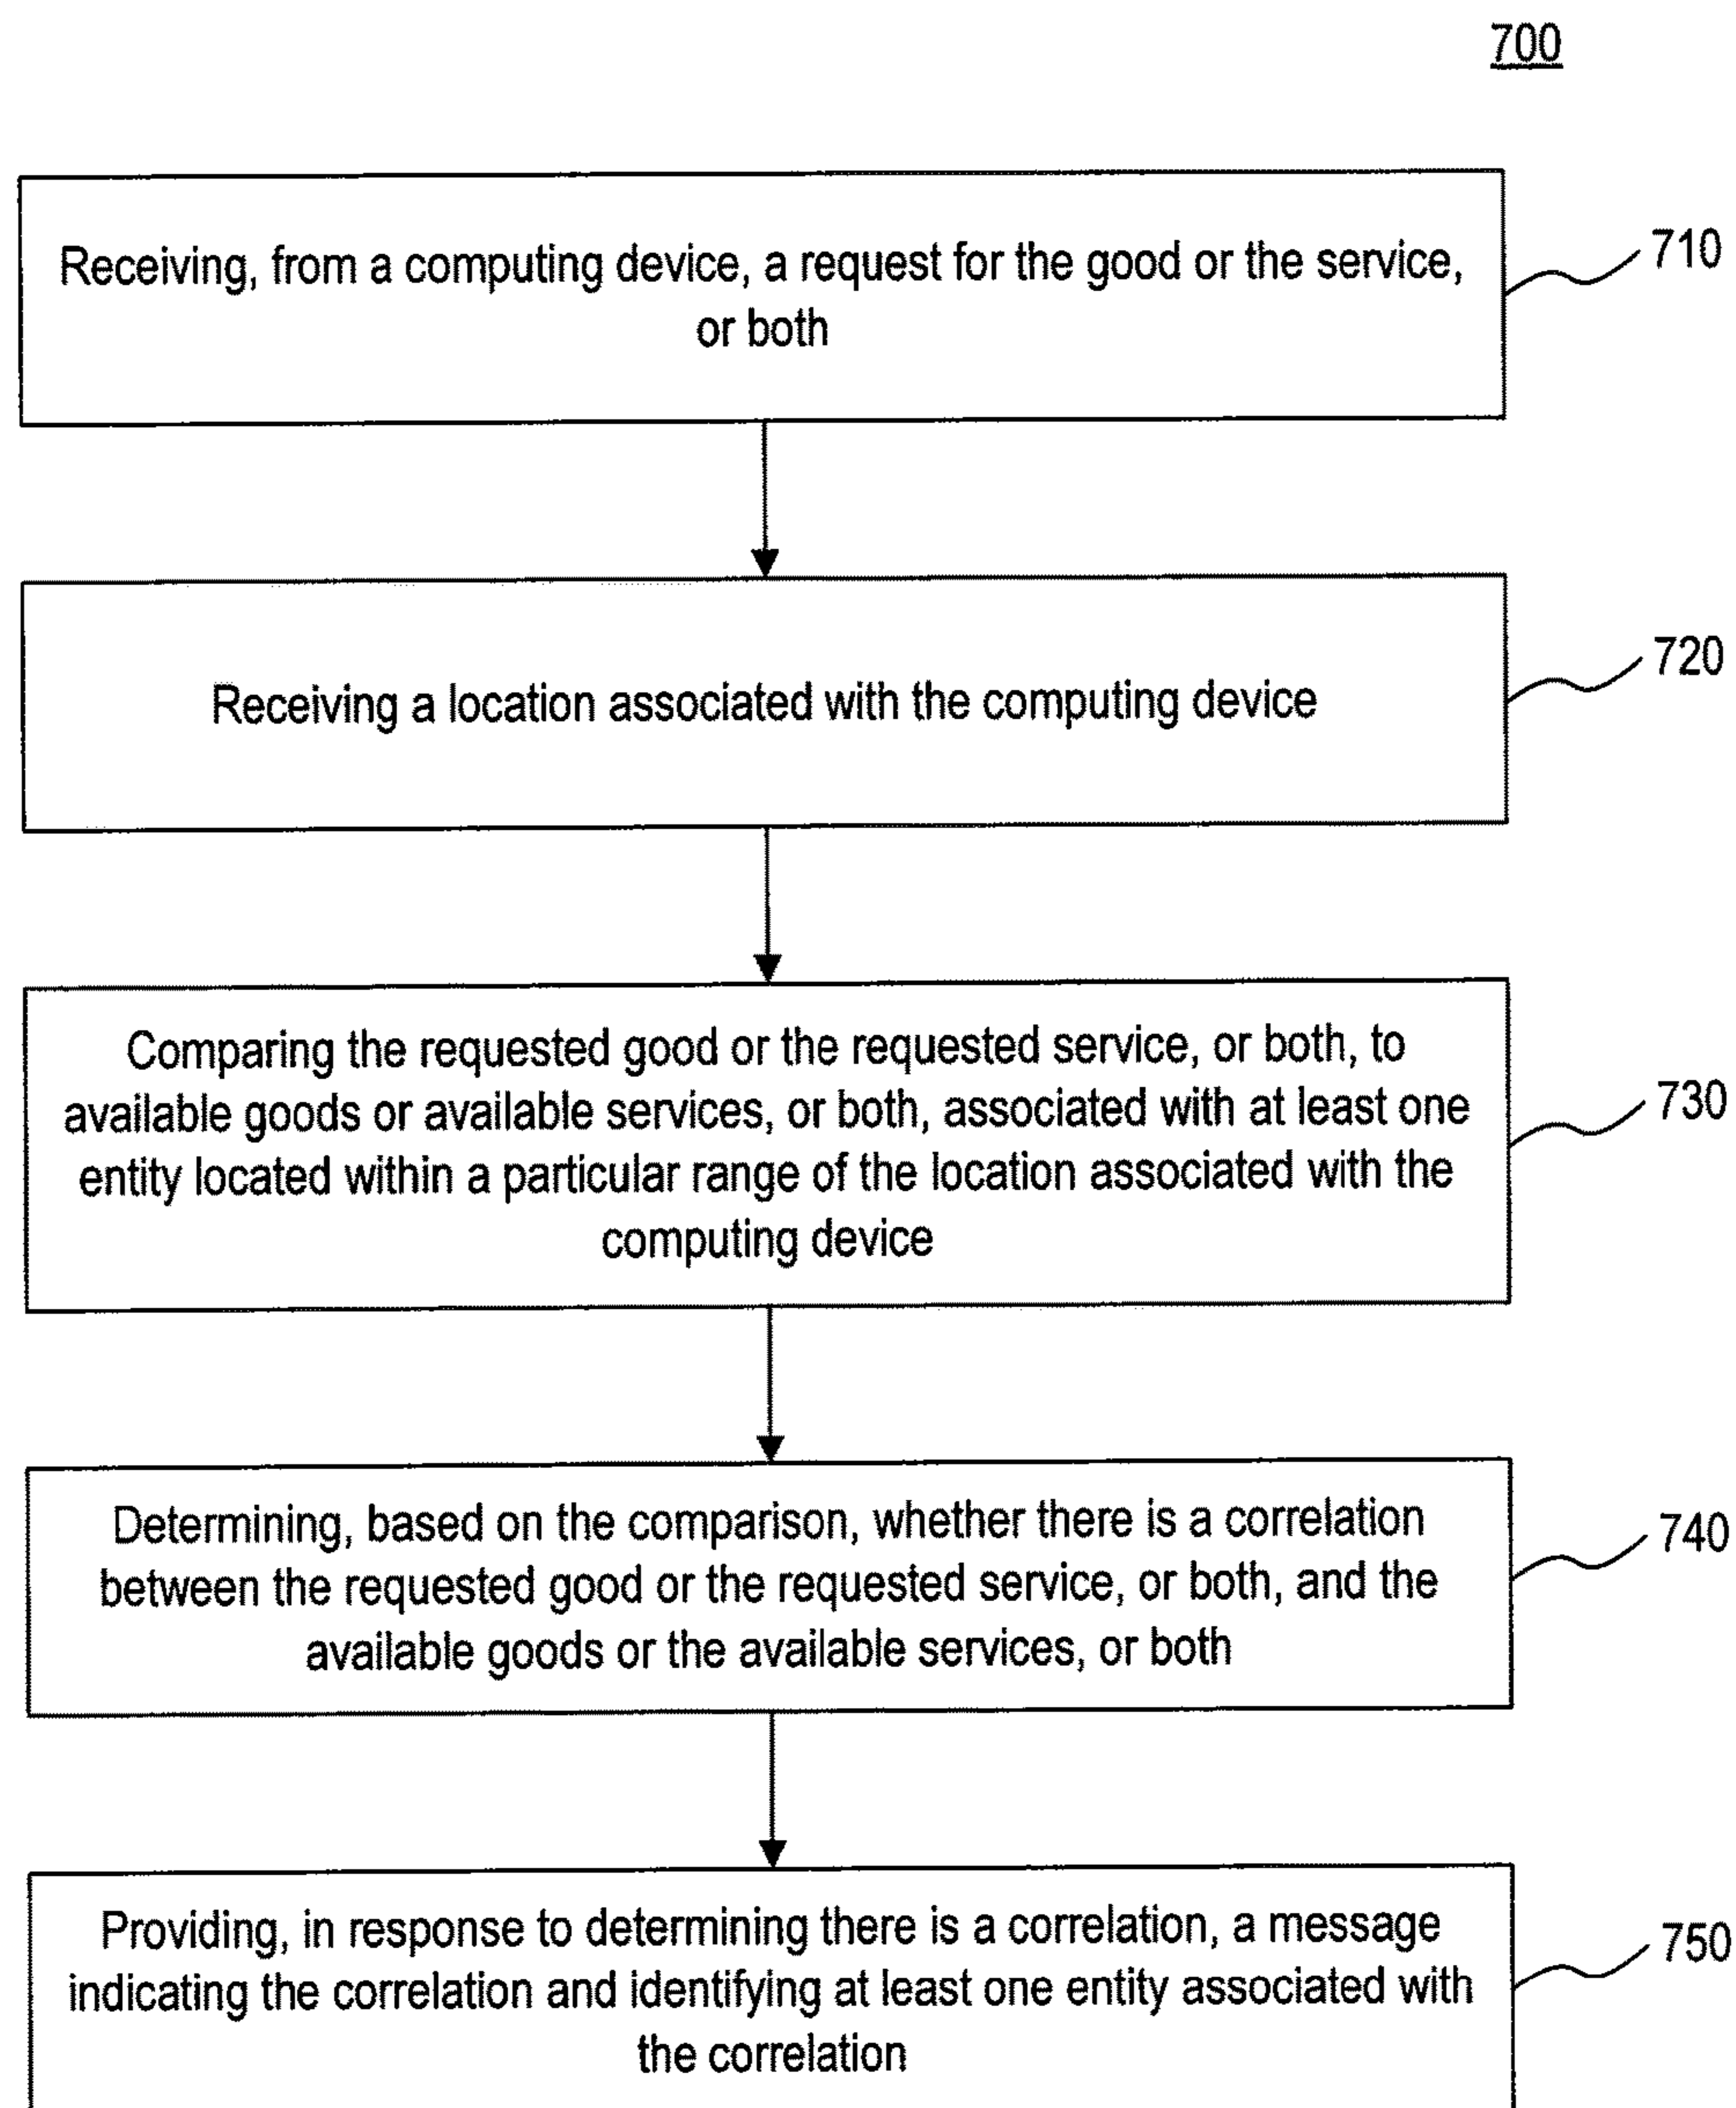 700
Receiving, from a computing device, a request for the good or the service,
or both
710
Receiving a location associated with the computing device
720
Comparing the requested good or the requested service, or both, to
available goods or available services, or both, associated with at least one
entity located within a particular range of the location associated with the
computing device
730
Determining, based on the comparison, whether there is a correlation
between the requested good or the requested service, or both, and the
available goods or the available services, or both
740
Providing, in response to determining there is a correlation, a message
indicating the correlation and identifying at least one entity associated with
the correlation
750